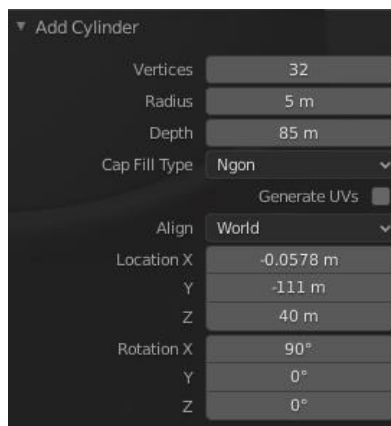 Add Cylinder
Vertices 32
Radius 5 m
Depth 85 m
Cap Fill Type Ngon
Generate UVs
Align World
Location X -0.0578 m
Y -111 m
Z 40 m
Rotation X 90°
Y 0°
Z 0°